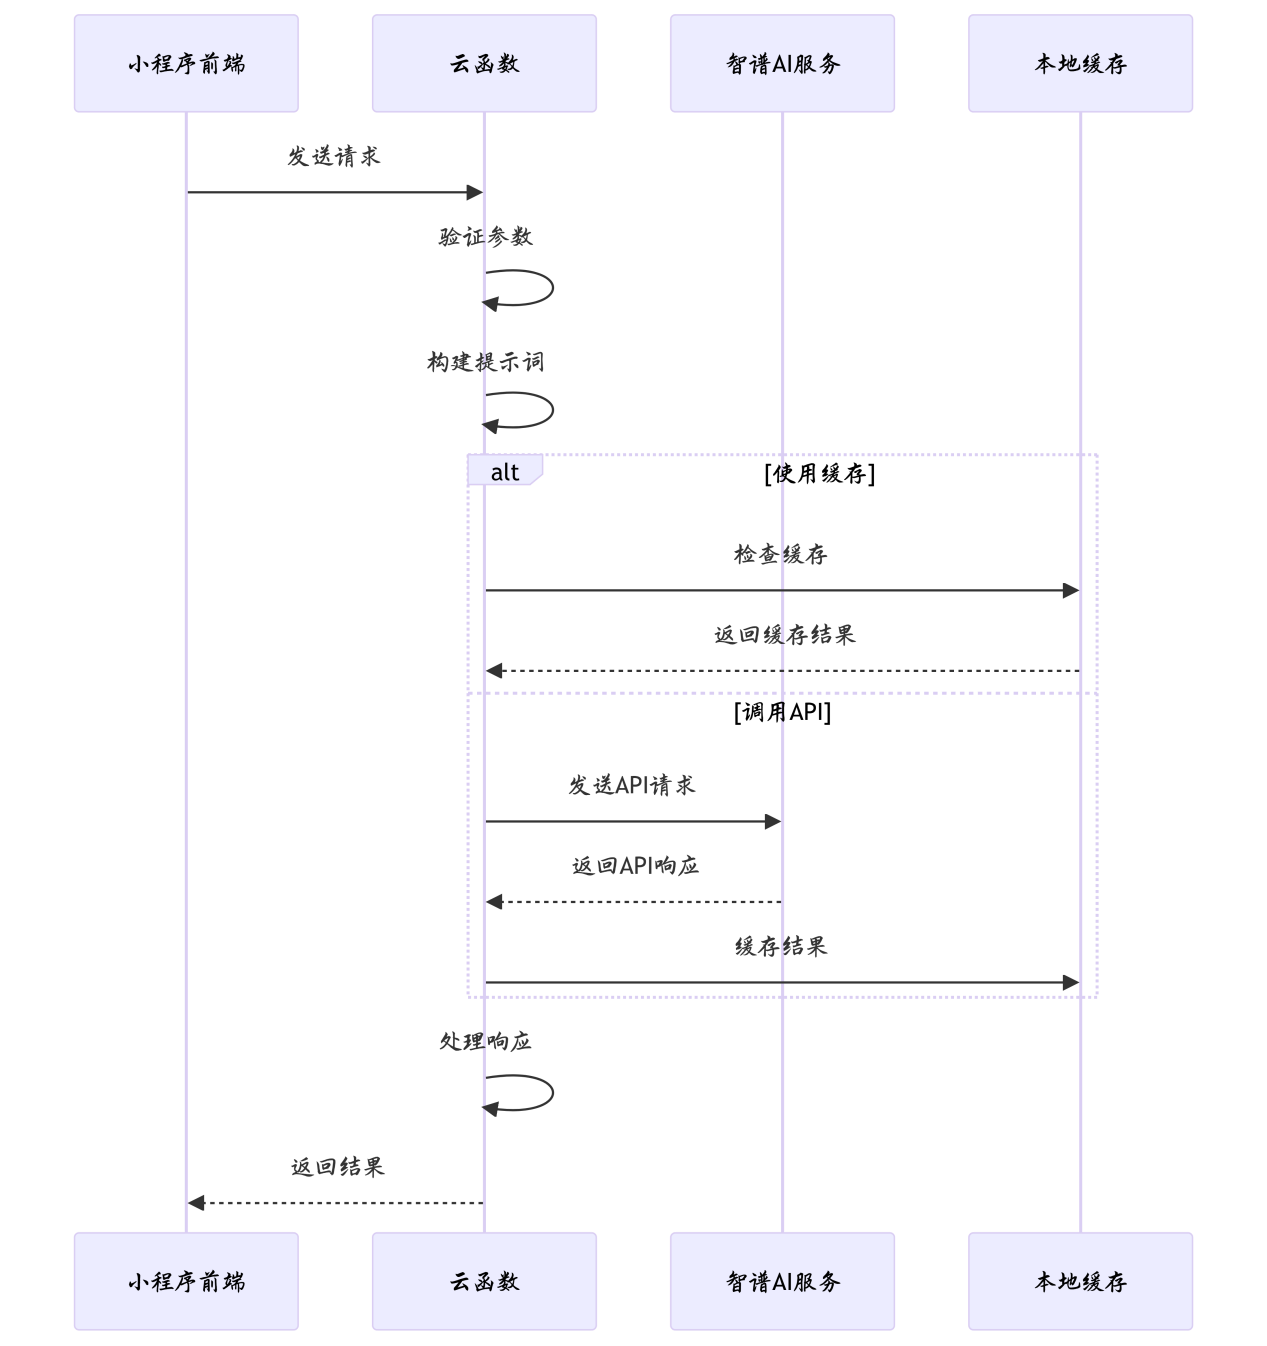 小程序前端
云函数
智谱AI服务
本地缓存
发送请求
验证参数
构建提示词
alt
[使用缓存]
检查缓存
返回缓存结果
[调用API]
发送API请求
返回API响应
缓存结果
处理响应
返回结果
小程序前端
云函数
智谱AI服务
本地缓存